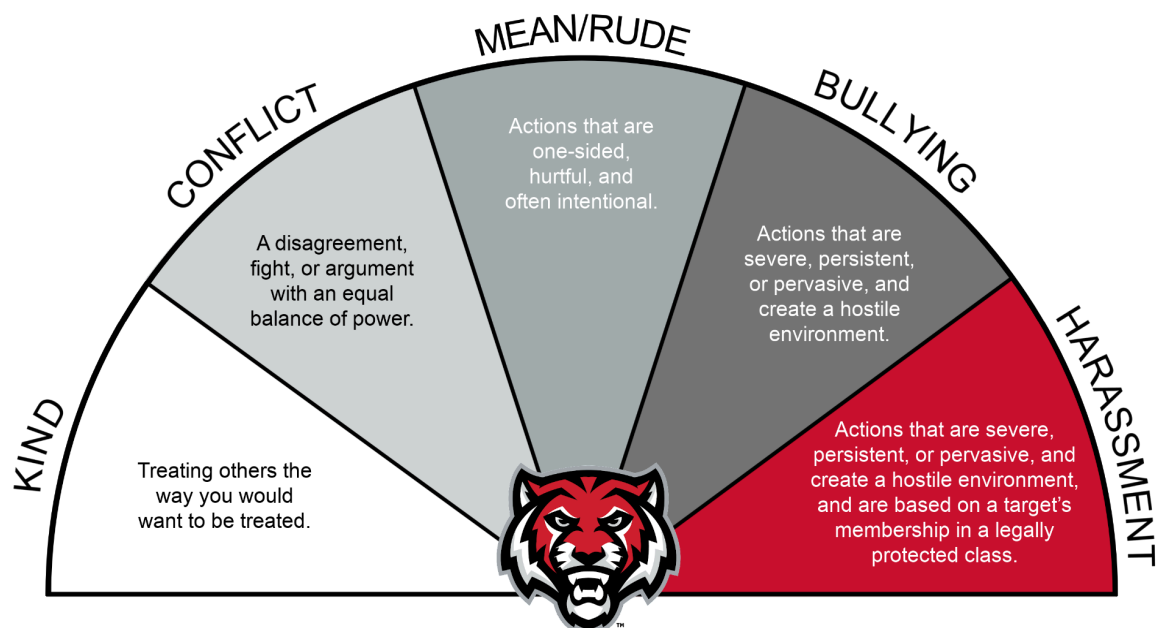 KIND
Treating others the
way you would
want to be treated.
CONFLICT
A disagreement,
fight, or argument
with an equal
balance of power.
MEAN/RUDE
Actions that are
one-sided,
hurtful, and
often intentional.
BULLYING
Actions that are
severe, persistent,
or pervasive, and
create a hostile
environment.
HARASSMENT
Actions that are severe,
persistent, or pervasive, and
create a hostile environment,
and are based on a target’s
membership in a legally
protected class.
™